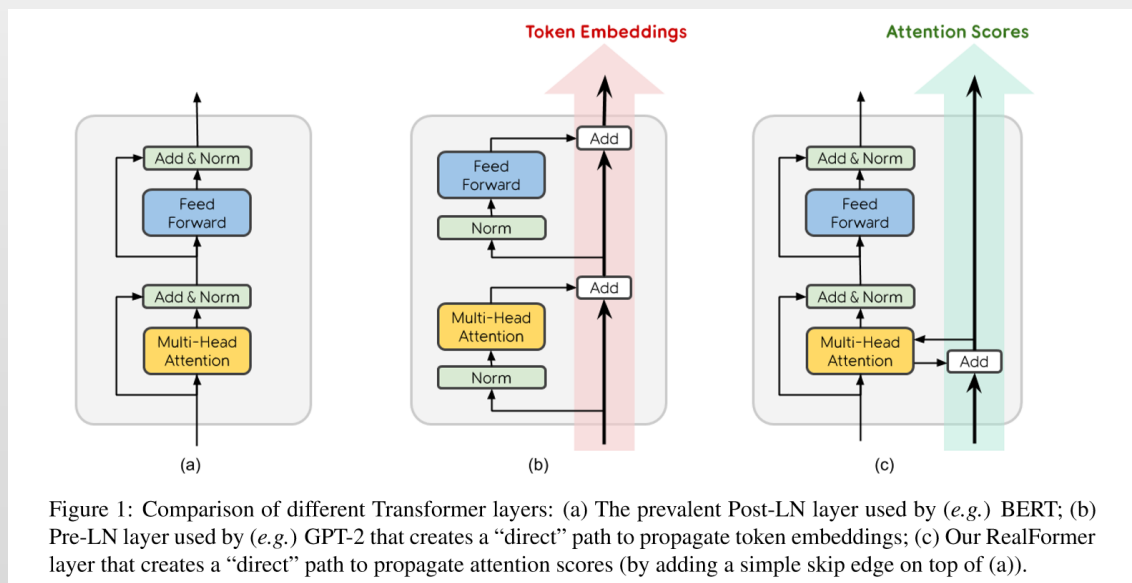 Token Embeddings
Attention Scores
Add & Norm
Feed
Forward
Add & Norm
Multi-Head
Attention
(a)
Add
Feed
Forward
Norm
Add
Multi-Head
Attention
Norm
(b)
Add & Norm
Feed
Forward
Add & Norm
Multi-Head
Attention
Add
(c)
Figure 1: Comparison of different Transformer layers: (a) The prevalent Post-LN layer used by (e.g.) BERT; (b)
Pre-LN layer used by (e.g.) GPT-2 that creates a “direct” path to propagate token embeddings; (c) Our RealFormer
layer that creates a “direct” path to propagate attention scores (by adding a simple skip edge on top of (a)).